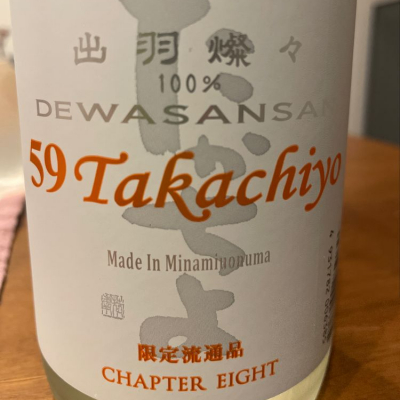 出羽燦々
100%
DEWASANSAN
59 Takachiyo
Made In Minamiuonuma
限定流通品
CHAPTER EIGHT